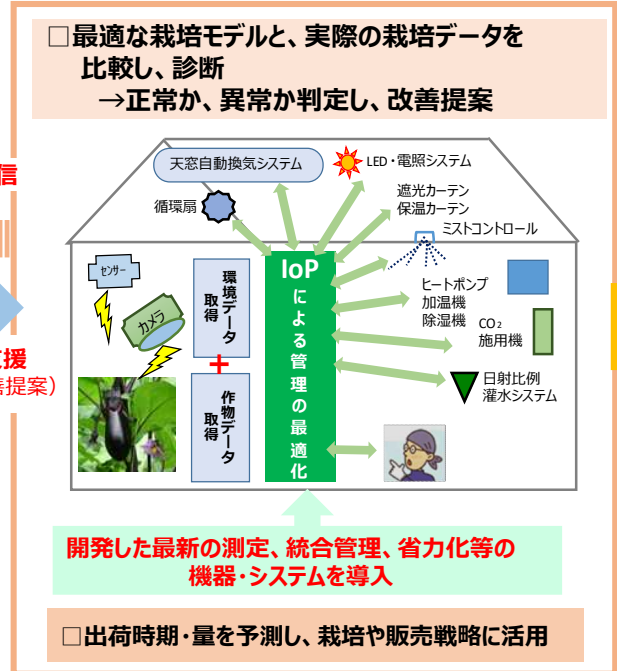 □最適な栽培モデルと、実際の栽培データを
比較し、診断
→正常か、異常か判定し、改善提案
信
天窓自動換気システム
LED・電照システム
循環扇
遮光カーテン
保温カーテン
ミストコントロール
センサー
カメラ
環境データ
取得
+
作物データ
取得
IoP
による管理の最適化
ヒートポンプ
加温機
除湿機
CO₂
施用機
日射比例
灌水システム
援
善提案）
開発した最新の測定、統合管理、省力化等の
機器・システムを導入
□出荷時期・量を予測し、栽培や販売戦略に活用